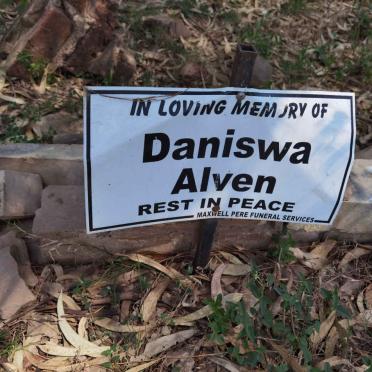 IN LOVING MEMORY OF
Daniswa
Alven
REST IN PEACE
MAXWELL PERE FUNERAL SERVICES